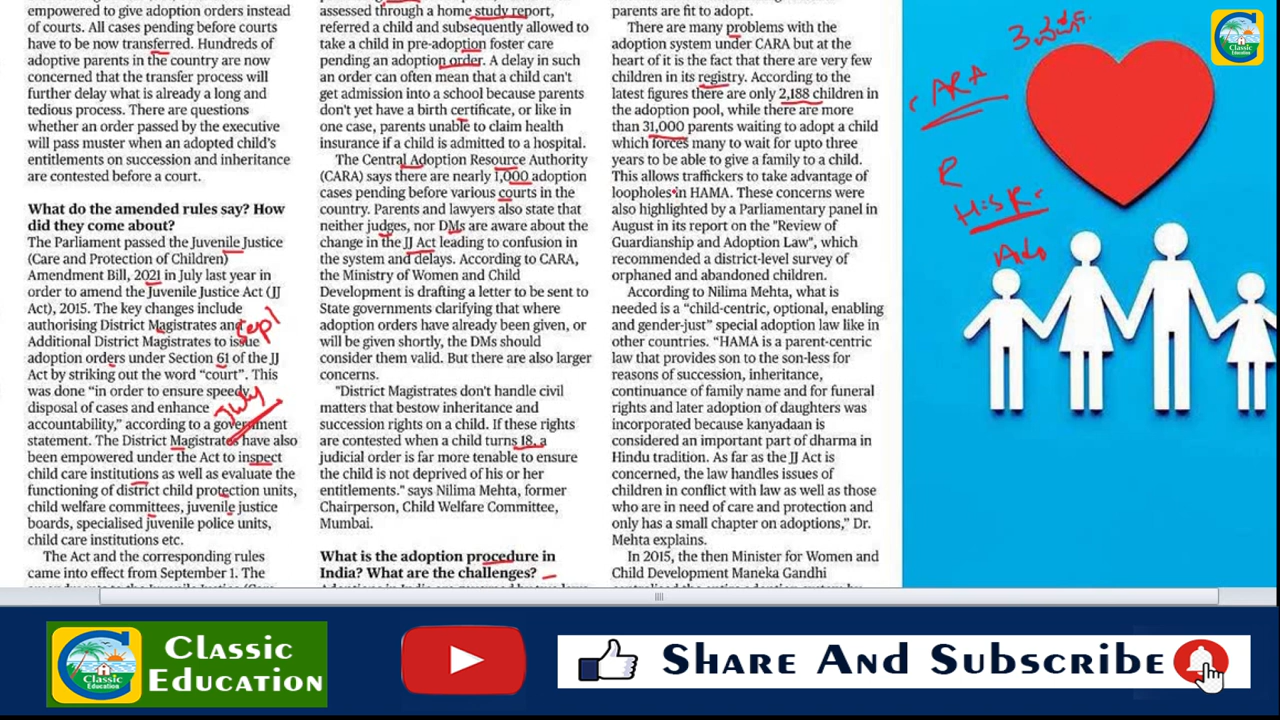 empowered to give adoption orders instead
of courts. All cases pending before courts
have to be now transferred. Hundreds of
adoptive parents in the country are now
concerned that the transfer process will
further delay what is already a long and
tedious process. There are questions
whether an order passed by the executive
will pass muster when an adopted child's
entitlements on succession and inheritance
are contested before a court.
What do the amended rules say? How
did they come about?
The Parliament passed the Juvenile Justice
(Care and Protection of Children)
Amendment Bill, 2021 in July last year in
order to amend the Juvenile Justice Act (JJ
Act), 2015. The key changes include
authorising District Magistrates and
Additional District Magistrates to issue
adoption orders under Section 61 of the JJ
Act by striking out the word “court”. This
was done “in order to ensure speedy
disposal of cases and enhance
accountability,” according to a government
statement. The District Magistrates have also
been empowered under the Act to inspect
child care institutions as well as evaluate the
functioning of district child protection units,
child welfare committees, juvenile justice
boards, specialised juvenile police units,
child care institutions etc.
The Act and the corresponding rules
came into effect from September 1. The
Sept
July
assessed through a home study report,
referred a child and subsequently allowed to
take a child in pre-adoption foster care
pending an adoption order. A delay in such
an order can often mean that a child can't
get admission into a school because parents
don't yet have a birth certificate, or like in
one case, parents unable to claim health
insurance if a child is admitted to a hospital.
The Central Adoption Resource Authority
(CARA) says there are nearly 1,000 adoption
cases pending before various courts in the
country. Parents and lawyers also state that
neither judges, nor DMs are aware about the
change in the JJ Act leading to confusion in
the system and delays. According to CARA,
the Ministry of Women and Child
Development is drafting a letter to be sent to
State governments clarifying that where
adoption orders have already been given, or
will be given shortly, the DMs should
consider them valid. But there are also larger
concerns.
"District Magistrates don't handle civil
matters that bestow inheritance and
succession rights on a child. If these rights
are contested when a child turns 18, a
judicial order is far more tenable to ensure
the child is not deprived of his or her
entitlements." says Nilima Mehta, former
Chairperson, Child Welfare Committee,
Mumbai.
What is the adoption procedure in
India? What are the challenges?
parents are fit to adopt.
There are many problems with the
adoption system under CARA but at the
heart of it is the fact that there are very few
children in its registry. According to the
latest figures there are only 2,188 children in
the adoption pool, while there are more
than 31,000 parents waiting to adopt a child
which forces many to wait for upto three
years to be able to give a family to a child.
This allows traffickers to take advantage of
loopholes in HAMA. These concerns were
also highlighted by a Parliamentary panel in
August in its report on the "Review of
Guardianship and Adoption Law", which
recommended a district-level survey of
orphaned and abandoned children.
According to Nilima Mehta, what is
needed is a “child-centric, optional, enabling
and gender-just” special adoption law like in
other countries. “HAMA is a parent-centric
law that provides son to the son-less for
reasons of succession, inheritance,
continuance of family name and for funeral
rights and later adoption of daughters was
incorporated because kanyadaan is
considered an important part of dharma in
Hindu tradition. As far as the JJ Act is
concerned, the law handles issues of
children in conflict with law as well as those
who are in need of care and protection and
only has a small chapter on adoptions,” Dr.
Mehta explains.
In 2015, the then Minister for Women and
Child Development Maneka Gandhi
CARA
R
H.S.R.
Classic
Education
Classic
Education
Classic
Education
Share And Subscribe